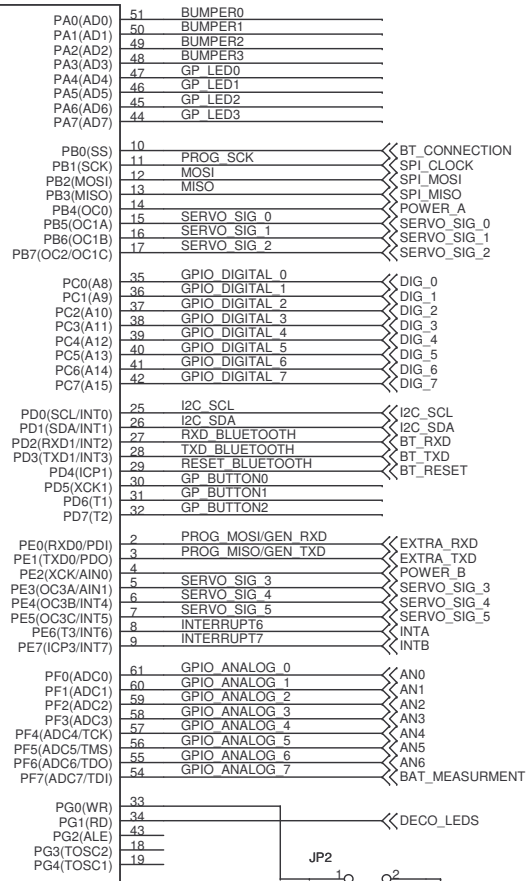 PA0(AD0) 51 BUMPER0
PA1(AD1) 50 BUMPER1
PA2(AD2) 49 BUMPER2
PA3(AD3) 48 BUMPER3
PA4(AD4) 47 GP_LED0
PA5(AD5) 46 GP_LED1
PA6(AD6) 45 GP_LED2
PA7(AD7) 44 GP_LED3
PB0(SS) 10 BT_CONNECTION
PB1(SCK) 11 PROG_SCK SPI_CLOCK
PB2(MOSI) 12 MOSI SPI_MOSI
PB3(MISO) 13 MISO SPI_MISO
PB4(OC0) 14 POWER_A
PB5(OC1A) 15 SERVO_SIG_0 SERVO_SIG_0
PB6(OC1B) 16 SERVO_SIG_1 SERVO_SIG_1
PB7(OC2/OC1C) 17 SERVO_SIG_2 SERVO_SIG_2
PC0(A8) 35 GPIO_DIGITAL_0 DIG_0
PC1(A9) 36 GPIO_DIGITAL_1 DIG_1
PC2(A10) 37 GPIO_DIGITAL_2 DIG_2
PC3(A11) 38 GPIO_DIGITAL_3 DIG_3
PC4(A12) 39 GPIO_DIGITAL_4 DIG_4
PC5(A13) 40 GPIO_DIGITAL_5 DIG_5
PC6(A14) 41 GPIO_DIGITAL_6 DIG_6
PC7(A15) 42 GPIO_DIGITAL_7 DIG_7
PD0(SCL/INT0) 25 I2C_SCL I2C_SCL
PD1(SDA/INT1) 26 I2C_SDA I2C_SDA
PD2(RXD1/INT2) 27 RXD_BLUETOOTH BT_RXD
PD3(TXD1/INT3) 28 TXD_BLUETOOTH BT_TXD
PD4(ICP1) 29 RESET_BLUETOOTH BT_RESET
PD5(XCK1) 30 GP_BUTTON0
PD6(T1) 31 GP_BUTTON1
PD7(T2) 32 GP_BUTTON2
PE0(RXD0/PDI) 2 PROG_MOSI/GEN_RXD EXTRA_RXD
PE1(TXD0/PDO) 3 PROG_MISO/GEN_TXD EXTRA_TXD
PE2(XCK/AIN0) 4 POWER_B
PE3(OC3A/AIN1) 5 SERVO_SIG_3 SERVO_SIG_3
PE4(OC3B/INT4) 6 SERVO_SIG_4 SERVO_SIG_4
PE5(OC3C/INT5) 7 SERVO_SIG_5 SERVO_SIG_5
PE6(T3/INT6) 8 INTERRUPT6 INTA
PE7(ICP3/INT7) 9 INTERRUPT7 INTB
PF0(ADC0) 61 GPIO_ANALOG_0 AN0
PF1(ADC1) 60 GPIO_ANALOG_1 AN1
PF2(ADC2) 59 GPIO_ANALOG_2 AN2
PF3(ADC3) 58 GPIO_ANALOG_3 AN3
PF4(ADC4/TCK) 57 GPIO_ANALOG_4 AN4
PF5(ADC5/TMS) 56 GPIO_ANALOG_5 AN5
PF6(ADC6/TDO) 55 GPIO_ANALOG_6 AN6
PF7(ADC7/TDI) 54 GPIO_ANALOG_7 BAT_MEASURMENT
PG0(WR) 33
PG1(RD) 34 DECO_LEDS
PG2(ALE) 43
PG3(TOSC2) 18
PG4(TOSC1) 19
JP2
1 2